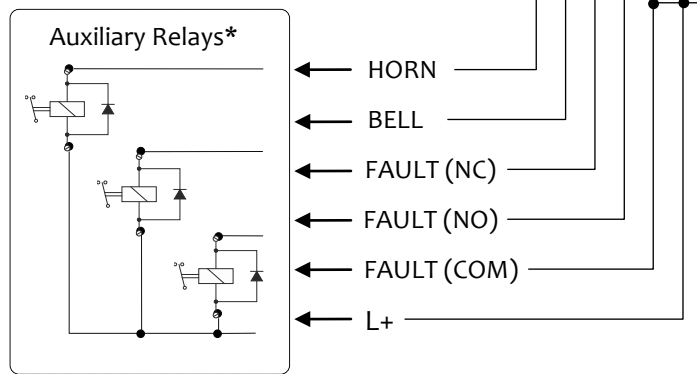 Auxiliary Relays*
HORN
BELL
FAULT (NC)
FAULT (NO)
FAULT (COM)
L+